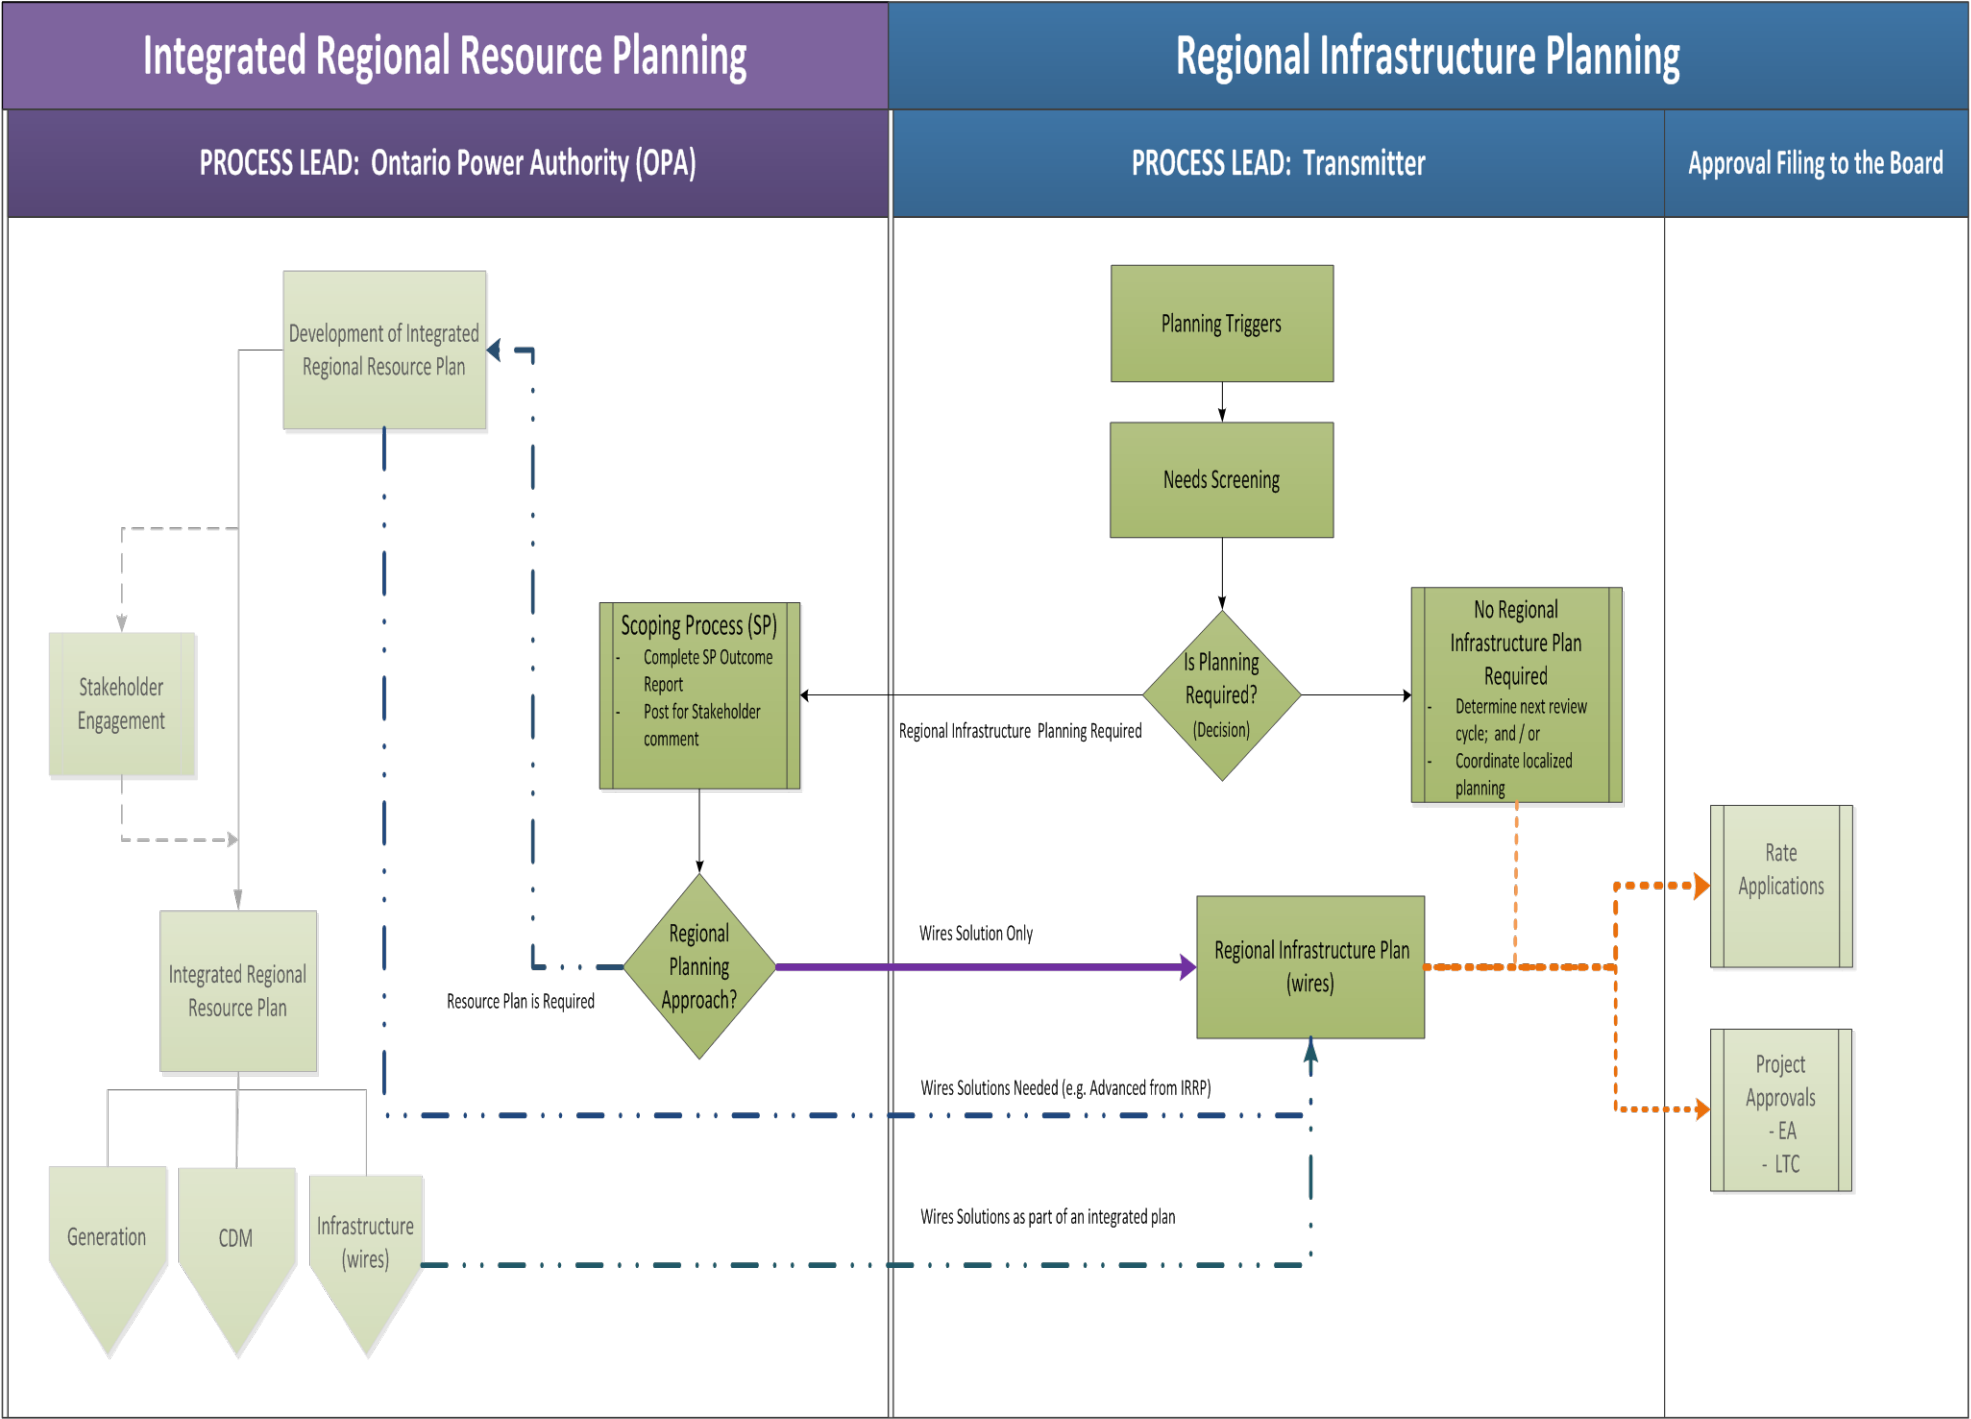 Integrated Regional Resource Planning
Regional Infrastructure Planning
PROCESS LEAD: Ontario Power Authority (OPA)
PROCESS LEAD: Transmitter
Approval Filing to the Board
Development of Integrated
Regional Resource Plan
Stakeholder
Engagement
Integrated Regional
Resource Plan
Generation
CDM
Infrastructure
(wires)
Scoping Process (SP)
- Complete SP Outcome
Report
- Post for Stakeholder
comment
Regional
Planning
Approach?
Resource Plan is Required
Planning Triggers
Needs Screening
Is Planning
Required?
(Decision)
Regional Infrastructure Planning Required
No Regional
Infrastructure Plan
Required
- Determine next review
cycle; and / or
- Coordinate localized
planning
Wires Solution Only
Regional Infrastructure Plan
(wires)
Wires Solutions Needed (e.g. Advanced from IRRP)
Wires Solutions as part of an integrated plan
Rate
Applications
Project
Approvals
- EA
- LTC